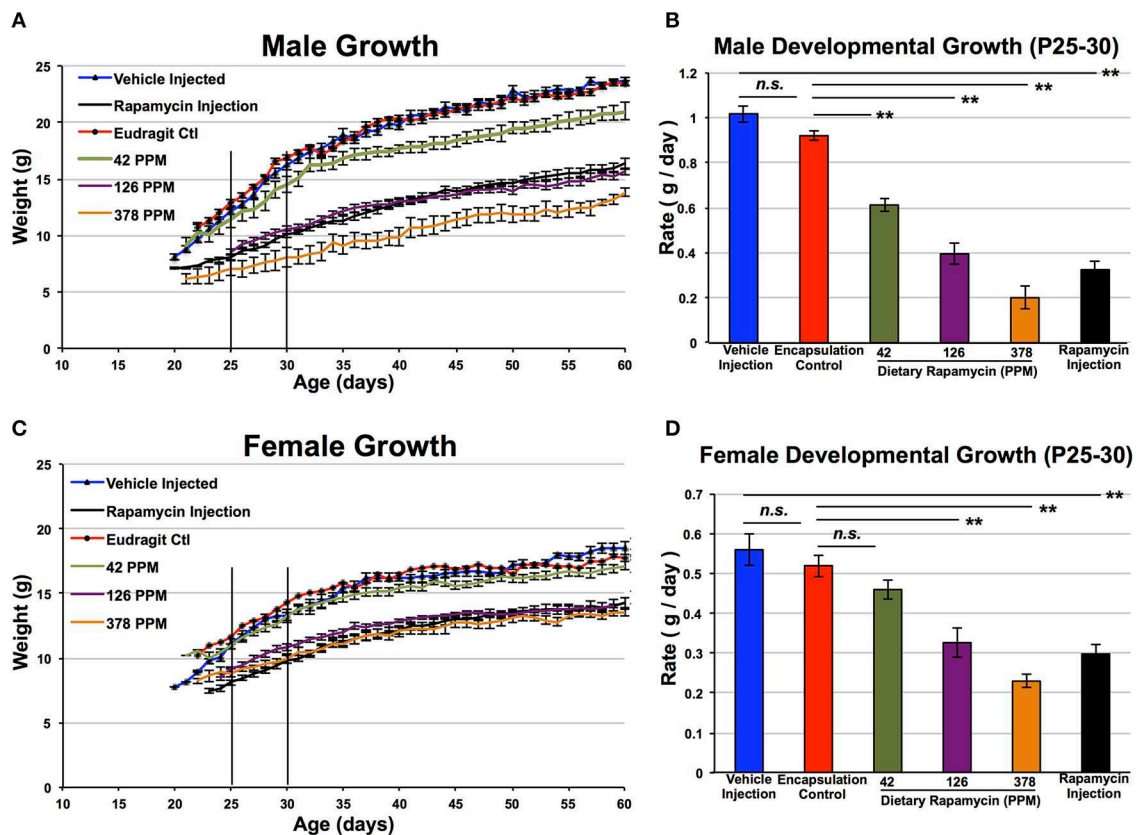 A
Male Growth
25
20
15
10
5
0
Weight (g)
Vehicle Injected
Rapamycin Injection
Eudragit Ctl
42 PPM
126 PPM
378 PPM
10 15 20 25 30 35 40 45 50 55 60
Age (days)
B
Male Developmental Growth (P25-30)
1.2
1
0.8
0.6
0.4
0.2
0
Rate ( g / day )
n.s.
**
**
**
**
Vehicle Injection
Encapsulation Control
42 126 378
Dietary Rapamycin (PPM)
Rapamycin Injection
C
Female Growth
25
20
15
10
5
0
Weight (g)
Vehicle Injected
Rapamycin Injection
Eudragit Ctl
42 PPM
126 PPM
378 PPM
10 15 20 25 30 35 40 45 50 55 60
Age (days)
D
Female Developmental Growth (P25-30)
0.7
0.6
0.5
0.4
0.3
0.2
0.1
0
Rate ( g / day )
n.s.
n.s.
**
**
**
Vehicle Injection
Encapsulation Control
42 126 378
Dietary Rapamycin (PPM)
Rapamycin Injection